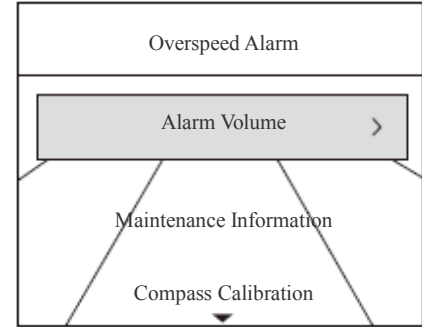 Overspeed Alarm
Alarm Volume
Maintenance Information
Compass Calibration